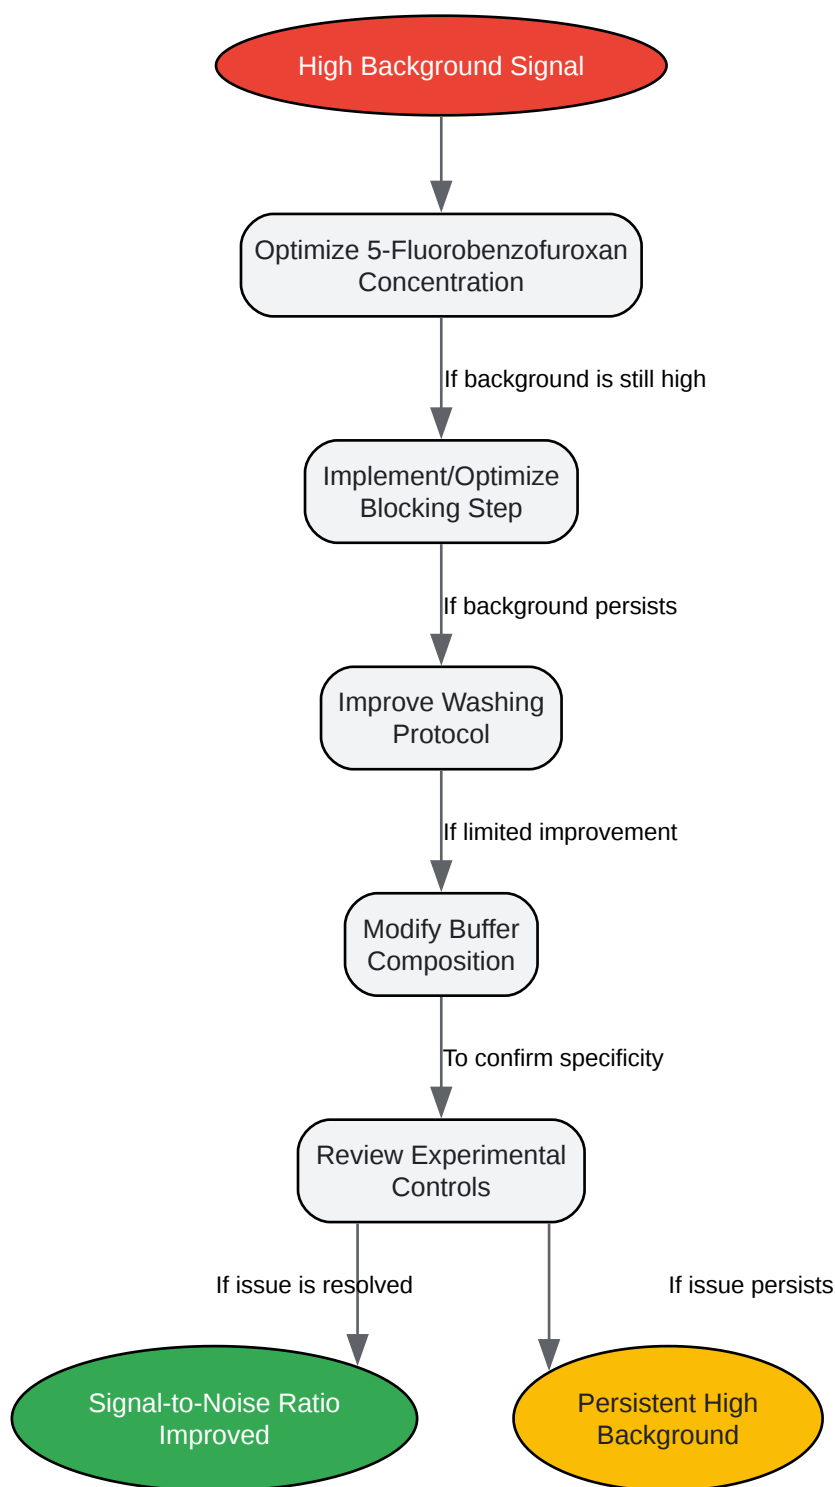 High Background Signal
Optimize 5-Fluorobenzofuroxan
Concentration
If background is still high
Implement/Optimize
Blocking Step
If background persists
Improve Washing
Protocol
If limited improvement
Modify Buffer
Composition
To confirm specificity
Review Experimental
Controls
If issue is resolved
If issue persists
Signal-to-Noise Ratio
Improved
Persistent High
Background